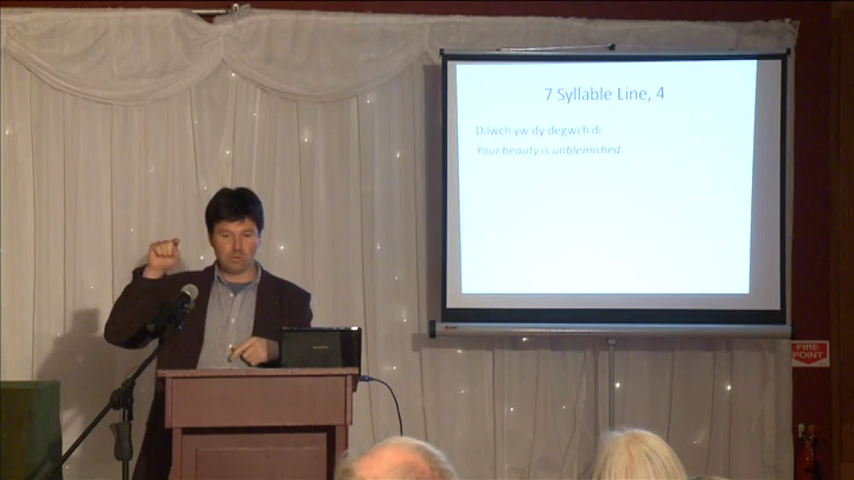 7 Syllable Line, 4
Dilwch yw dy degwch di.
Your beauty is unblemished.
FIRE
POINT